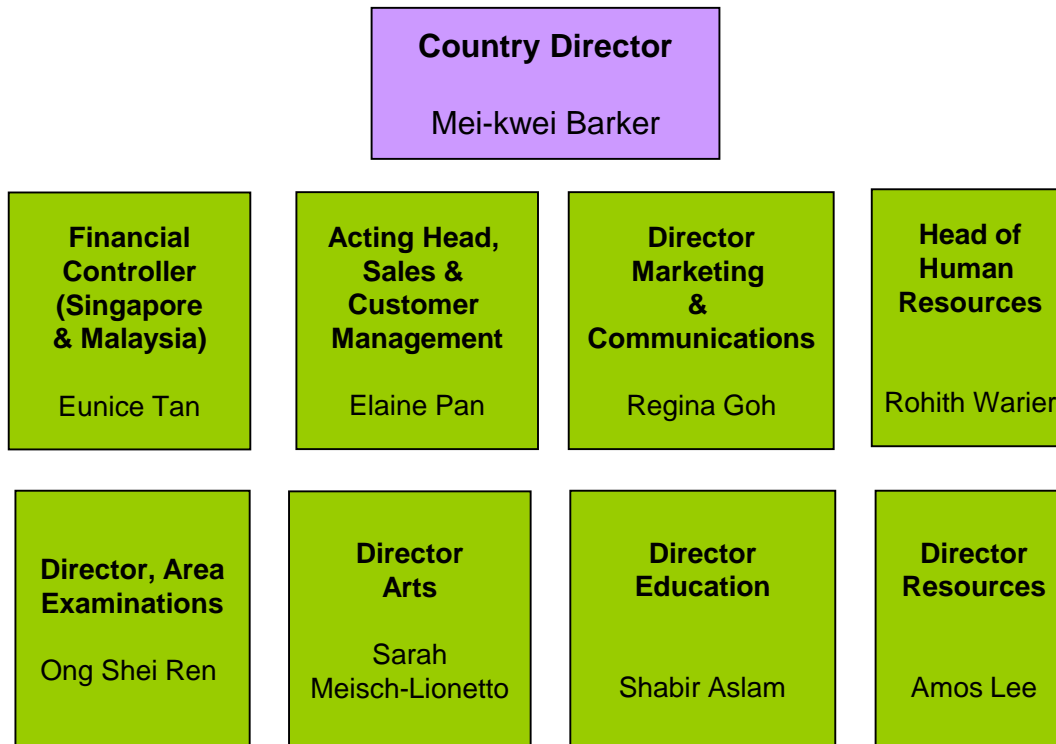 Country Director
Mei-kwei Barker
Financial
Controller
(Singapore
& Malaysia)
Eunice Tan
Acting Head,
Sales &
Customer
Management
Elaine Pan
Director
Marketing
&
Communications
Regina Goh
Head of
Human
Resources
Rohith Warier
Director, Area
Examinations
Ong Shei Ren
Director
Arts
Sarah
Meisch-Lionetto
Director
Education
Shabir Aslam
Director
Resources
Amos Lee